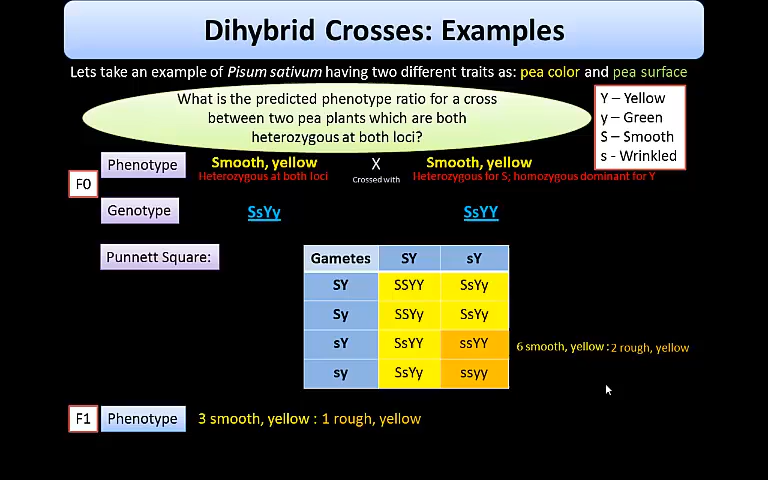 Dihybrid Crosses: Examples
Lets take an example of Pisum sativum having two different traits as: pea color and pea surface
What is the predicted phenotype ratio for a cross
between two pea plants which are both
heterozygous at both loci?
Y – Yellow
y – Green
S – Smooth
s - Wrinkled
F0
Phenotype
Smooth, yellow
Heterozygous at both loci
X
Crossed with
Smooth, yellow
Heterozygous for S; homozygous dominant for Y
Genotype
SsYy
SsYY
Punnett Square:
Gametes SY sY
SY SSYY SsYy
Sy SSYy SsYy
sY SsYY ssYY
sy SsYy ssyy
6 smooth, yellow : 2 rough, yellow
F1 Phenotype 3 smooth, yellow : 1 rough, yellow